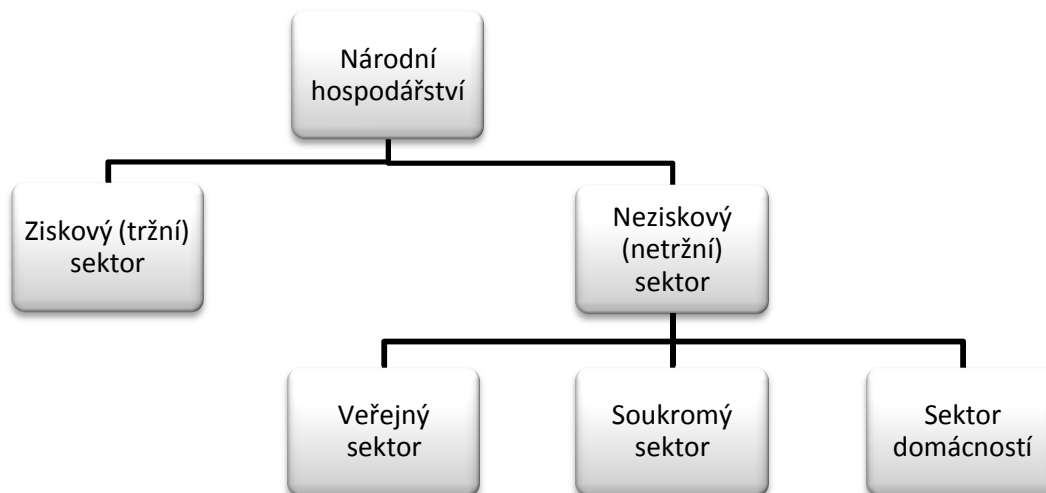 Národní
hospodářství
Ziskový (tržní)
sektor
Neziskový
(netržní)
sektor
Veřejný
sektor
Soukromý
sektor
Sektor
domácností